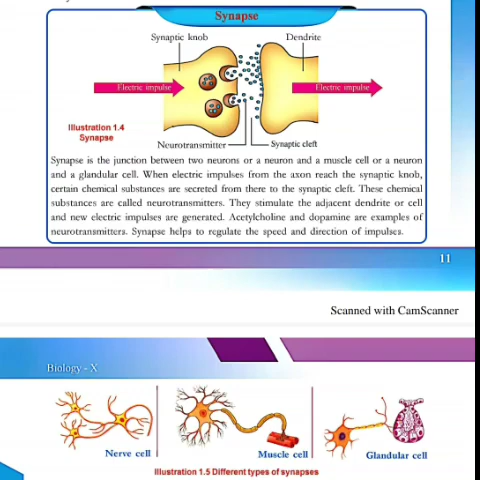 Synapse
Synaptic knob
Dendrite
Electric impulse
Electric impulse
Illustration 1.4
Synapse
Neurotransmitter
Synaptic cleft
Synapse is the junction between two neurons or a neuron and a muscle cell or a neuron
and a glandular cell. When electric impulses from the axon reach the synaptic knob,
certain chemical substances are secreted from there to the synaptic cleft. These chemical
substances are called neurotransmitters. They stimulate the adjacent dendrite or cell
and new electric impulses are generated. Acetylcholine and dopamine are examples of
neurotransmitters. Synapse helps to regulate the speed and direction of impulses.
11
Scanned with CamScanner
Biology - X
Nerve cell
Muscle cell
Glandular cell
Illustration 1.5 Different types of synapses